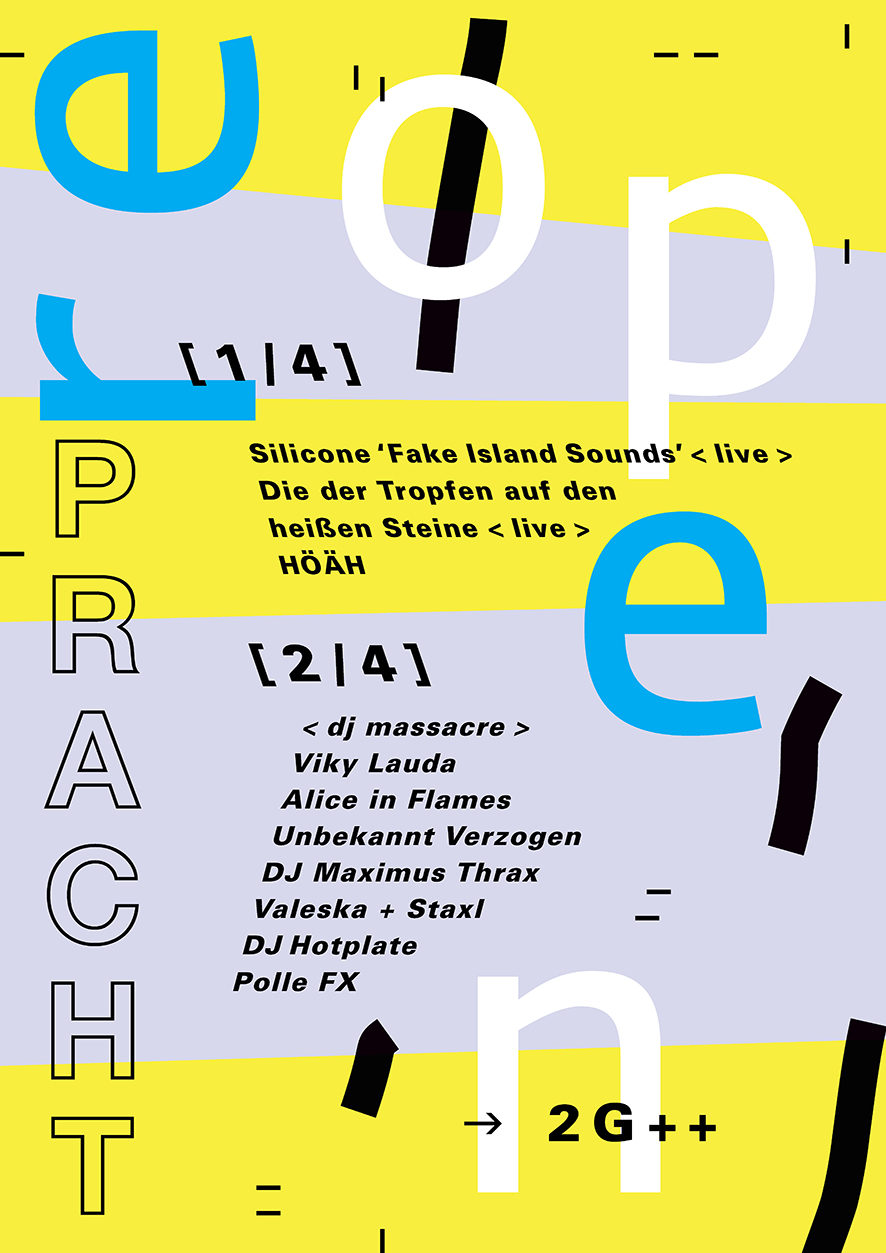 re
open
PRACHT
[1|4]
Silicone ‘Fake Island Sounds’ < live >
Die der Tropfen auf den
heißen Steine < live >
HÖÄH
[2|4]
< dj massacre >
Viky Lauda
Alice in Flames
Unbekannt Verzogen
DJ Maximus Thrax
Valeska + Staxl
DJ Hotplate
Polle FX
→ 2G++